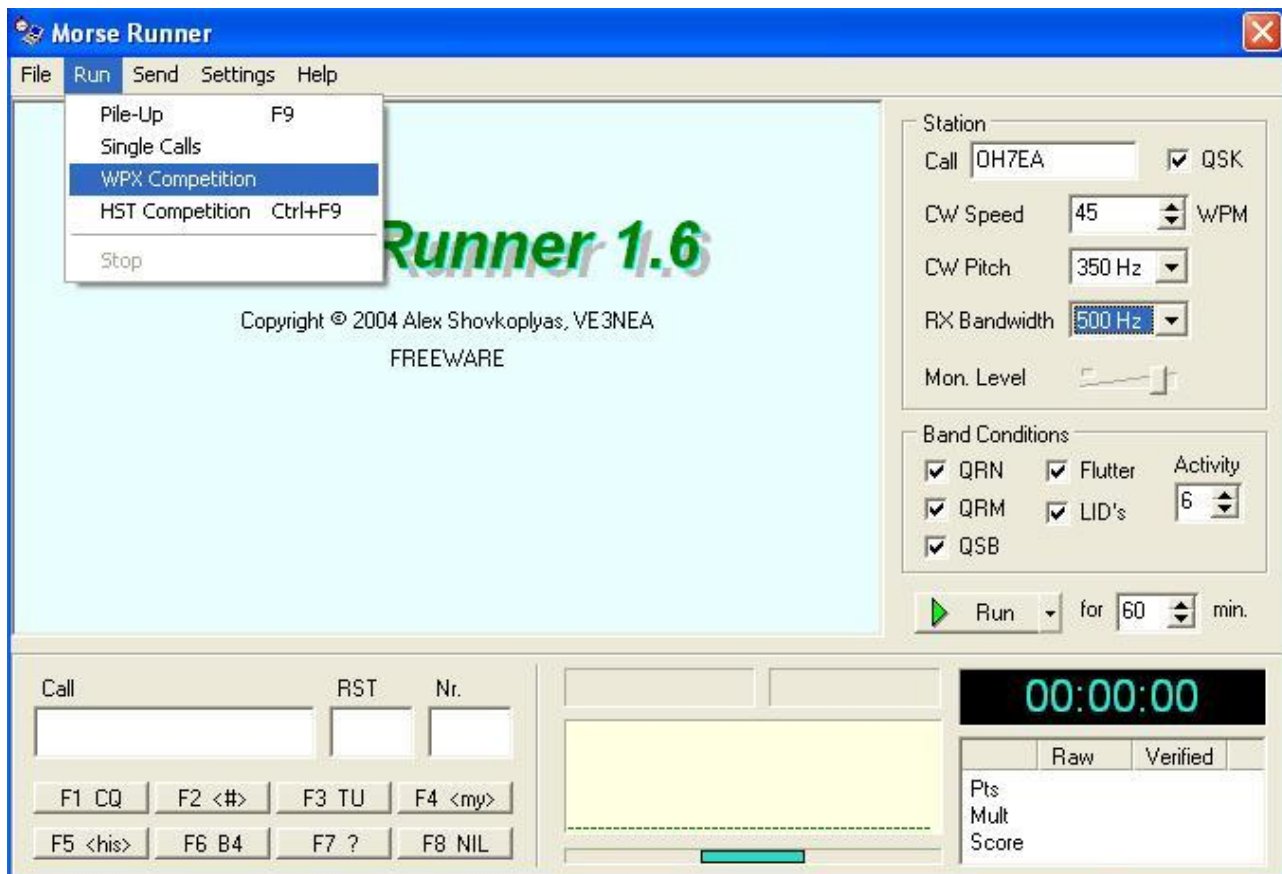 Morse Runner
File Run Send Settings Help
Pile-Up F9
Single Calls
WPX Competition
HST Competition Ctrl+F9
Stop
Runner 1.6
Copyright © 2004 Alex Shovkoplyas, VE3NEA
FREEWARE
Station
Call OH7EA QSK
CW Speed 45 WPM
CW Pitch 350 Hz
RX Bandwidth 500 Hz
Mon. Level
Band Conditions
QRN Flutter Activity
QRM LID's 6
QSB
Run for 60 min.
Call RST Nr.
F1 CQ F2 <#> F3 TU F4 <my>
F5 <his> F6 B4 F7 ? F8 NIL
00:00:00
Raw Verified
Pts
Mult
Score